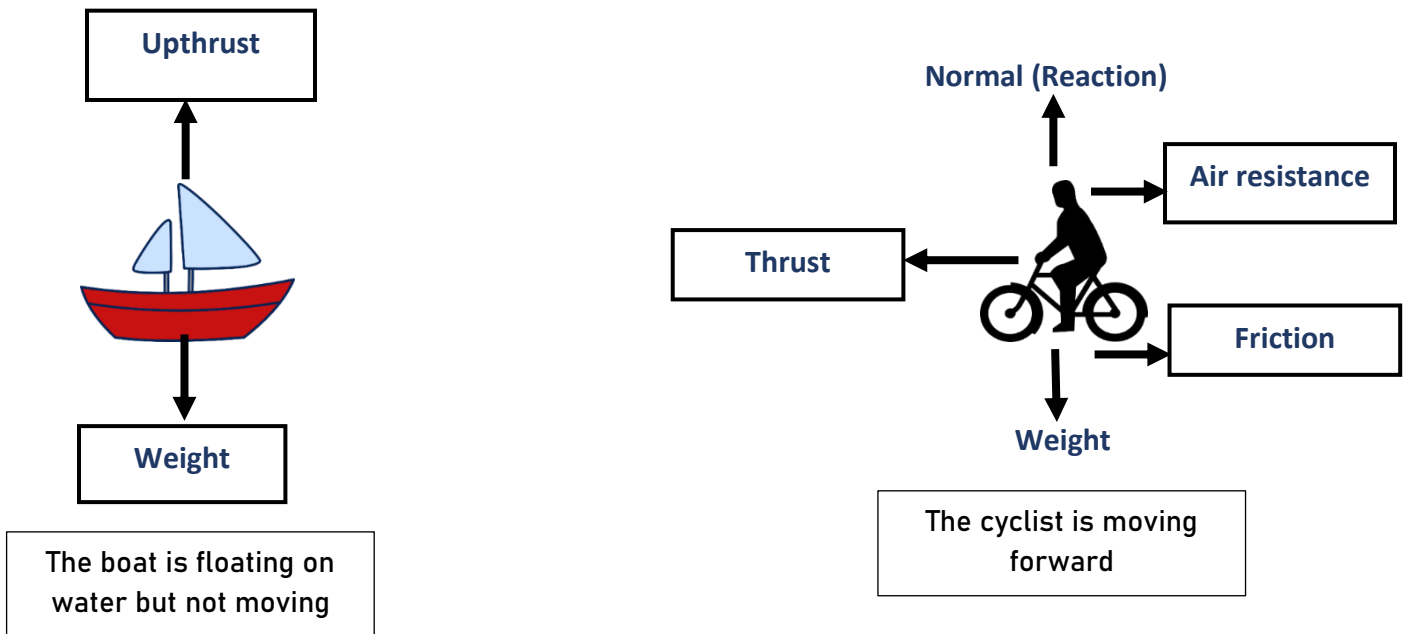 Upthrust
Weight
The boat is floating on
water but not moving
Normal (Reaction)
Air resistance
Thrust
Friction
Weight
The cyclist is moving
forward